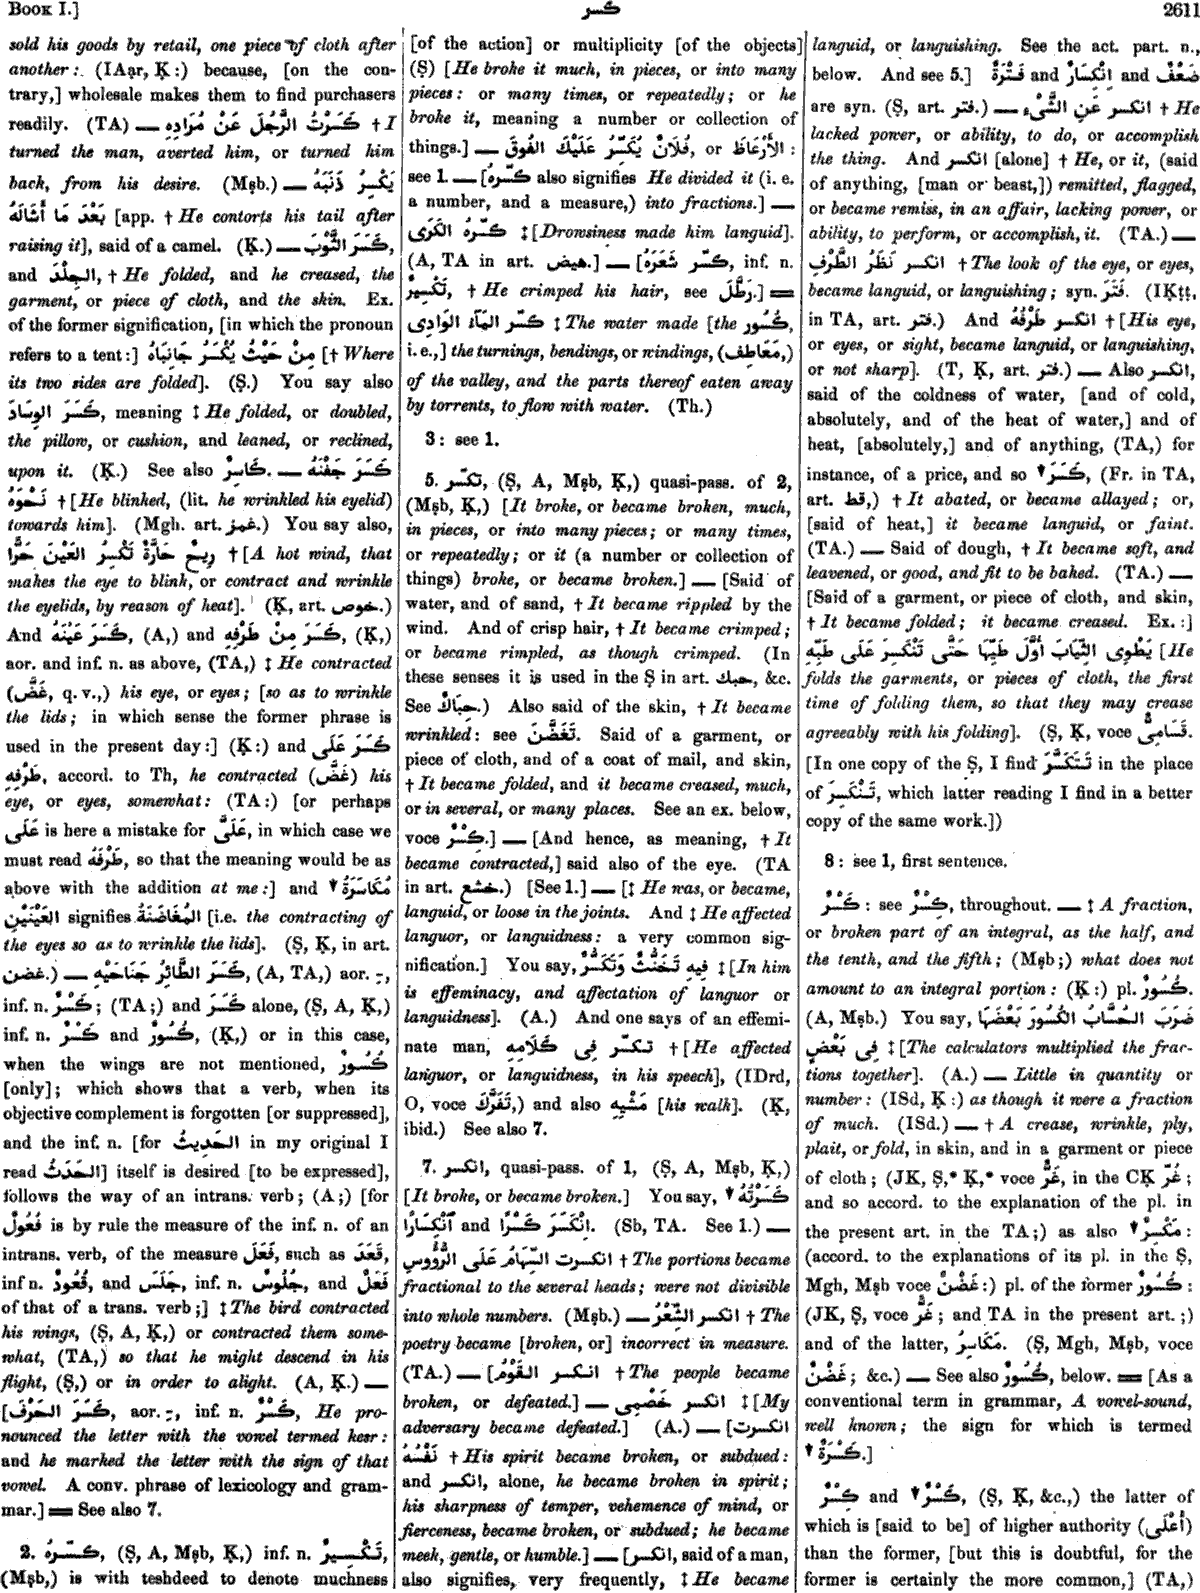 BOOK I.]
كسر
2611
sold his goods by retail, one piece of cloth after
another: (IAạr, Ḳ:) because, [on the con-
trary,] wholesale makes them to find purchasers
readily. (TA) — كَسَرْتُ الرَّجُلَ عَنْ مُرَادِهِ † I
turned the man, averted him, or turned him
back, from his desire. (Mṣb.) — يَكْسِرُ ذَنَبَهُ
بَعْدَ مَا أَشَالَهُ [app. † He contorts his tail after
raising it], said of a camel. (Ḳ.) — كَسَرَ الثَّوْبَ,
and الجِلْدَ, † He folded, and he creased, the
garment, or piece of cloth, and the skin. Ex.
of the former signification, [in which the pronoun
refers to a tent:] مِنْ حَيْثُ يُكْسَرُ جَانِبَاهُ [† Where
its two sides are folded]. (Ṣ.) You say also
كَسَرَ الوِسَادَ, meaning ‡ He folded, or doubled,
the pillow, or cushion, and leaned, or reclined,
upon it. (Ḳ.) See also كَاسِرٌ. — كَسَرَ جَفْنَهُ
نَحْوَهُ † [He blinked, (lit. he wrinkled his eyelid)
towards him]. (Mgh. art. غمز.) You say also,
رِيحٌ حَارَّةٌ تَكْسِرُ العَيْنَ حَرًّا † [A hot wind, that
makes the eye to blink, or contract and wrinkle
the eyelids, by reason of heat]. (Ḳ, art. خوص.)
And كَسَرَ عَيْنَهُ, (A,) and كَسَرَ مِنْ طَرْفِهِ, (Ḳ,)
aor. and inf. n. as above, (TA,) ‡ He contracted
(غَضَّ, q. v.,) his eye, or eyes; [so as to wrinkle
the lids; in which sense the former phrase is
used in the present day:] (Ḳ:) and كَسَرَ عَلَى
طَرْفِهِ, accord. to Th, he contracted (غَضَّ) his
eye, or eyes, somewhat: (TA:) [or perhaps
عَلَى is here a mistake for عَلَىَّ, in which case we
must read طَرْفَهُ, so that the meaning would be as
above with the addition at me:] and ▼ مُكَاسَرَةُ
العَيْنَيْنِ signifies المُغَاضَنَةُ [i.e. the contracting of
the eyes so as to wrinkle the lids]. (Ṣ, Ḳ, in art.
غضن.) — كَسَرَ الطَّائِرُ جَنَاحَيْهِ, (A, TA,) aor. ـِ,
inf. n. كَسْرٌ; (TA;) and كَسَرَ alone, (Ṣ, A, Ḳ,)
inf. n. كَسْرٌ and كُسُورٌ, (Ḳ,) or in this case,
when the wings are not mentioned, كُسُورٌ
[only]; which shows that a verb, when its
objective complement is forgotten [or suppressed],
and the inf. n. [for الحَدِيثُ in my original I
read الحَدَثُ] itself is desired [to be expressed],
follows the way of an intrans. verb; (A;) [for
فُعُولٌ is by rule the measure of the inf. n. of an
intrans. verb, of the measure فَعَلَ, such as قَعَدَ,
inf n. قُعُودٌ, and جَلَسَ, inf. n. جُلُوسٌ, and فَعْلٌ
of that of a trans. verb;] ‡ The bird contracted
his wings, (Ṣ, A, Ḳ,) or contracted them some-
what, (TA,) so that he might descend in his
flight, (Ṣ,) or in order to alight. (A, Ḳ.) —
[كَسَرَ الحَرْفَ, aor. ـِ, inf. n. كَسْرٌ, He pro-
nounced the letter with the vowel termed kesr:
and he marked the letter with the sign of that
vowel. A conv. phrase of lexicology and gram-
mar.] == See also 7.
2. كسّرهُ, (Ṣ, A, Mṣb, Ḳ,) inf. n. تَكْسِيرٌ,
(Mṣb,) is with teshdeed to denote muchness
[of the action] or multiplicity [of the objects]
(Ṣ) [He broke it much, in pieces, or into many
pieces: or many times, or repeatedly; or he
broke it, meaning a number or collection of
things.] — فُلَانٌ يُكَسِّرُ عَلَيْكَ الفُوقَ, or الأَرْعَاظَ:
see 1. — [كسّرهُ also signifies He divided it (i. e.
a number, and a measure,) into fractions.] —
كسّرهُ الكَرَى ‡ [Drowsiness made him languid].
(A, TA in art. هيض.) — [كسّر شَعَرَهُ, inf. n.
تَكْسِيرٌ, † He crimped his hair, see رَطَّلَ.] ==
كسّر المَآءُ الوَادِىَ ‡ The water made [the كُسُور,
i. e.,] the turnings, bendings, or windings, (مَعَاطِف,)
of the valley, and the parts thereof eaten away
by torrents, to flow with water. (Th.)
3: see 1.
5. تكسّر, (Ṣ, A, Mṣb, Ḳ,) quasi-pass. of 2,
(Mṣb, Ḳ,) [It broke, or became broken, much,
in pieces, or into many pieces; or many times,
or repeatedly; or it (a number or collection of
things) broke, or became broken.] — [Said of
water, and of sand, † It became rippled by the
wind. And of crisp hair, † It became crimped;
or became rimpled, as though crimped. (In
these senses it is used in the Ṣ in art. حبك, &c.
See حِبَاكٌ.) Also said of the skin, † It became
wrinkled: see تَغَضَّنَ. Said of a garment, or
piece of cloth, and of a coat of mail, and skin,
† It became folded, and it became creased, much,
or in several, or many places. See an ex. below,
voce كَسْرٌ.] — [And hence, as meaning, † It
became contracted,] said also of the eye. (TA
in art. خشع.) [See 1.] — [‡ He was, or became,
languid, or loose in the joints. And ‡ He affected
languor, or languidness: a very common sig-
nification.] You say, فِيهِ تَخَنُّثٌ وَتَكَسُّرٌ ‡ [In him
is effeminacy, and affectation of languor or
languidness]. (A.) And one says of an effemi-
nate man, تكسّر فِى كَلَامِهِ † [He affected
languor, or languidness, in his speech], (IDrd,
O, voce تَفَرَّكَ,) and also مَشْيِهِ [his walk]. (Ḳ,
ibid.) See also 7.
7. انكسر, quasi-pass. of 1, (Ṣ, A, Mṣb, Ḳ,)
[It broke, or became broken.] You say, ▼ كَسَرْتُهُ
اُنْكِسَارًا and اِنْكَسَرَ كَسْرًا. (Sb, TA. See 1.) —
انكسرت السِّهَامُ عَلَى الرُّؤُوسِ † The portions became
fractional to the several heads; were not divisible
into whole numbers. (Mṣb.) — انكسر الشِّعْرُ † The
poetry became [broken, or] incorrect in measure.
(TA.) — [انكسر القَوْمُ † The people became
broken, or defeated.] — انكسر خَصْمِى ‡ [My
adversary became defeated.] (A.) — [انكسرت
نَفْسُهُ † His spirit became broken, or subdued:
and انكسر, alone, he became broken in spirit;
his sharpness of temper, vehemence of mind, or
fierceness, became broken, or subdued; he became
meek, gentle, or humble.] — [انكسر, said of a man,
also signifies, very frequently, ‡ He became
languid, or languishing. See the act. part. n.,
below. And see 5.] فَتْرَةٌ and اِنْكِسَارٌ and ضَعْفٌ
are syn. (Ṣ, art. فتر.) — انكسر عَنِ الشَّىْءِ † He
lacked power, or ability, to do, or accomplish
the thing. And انكسر [alone] † He, or it, (said
of anything, [man or beast,]) remitted, flagged,
or became remiss, in an affair, lacking power, or
ability, to perform, or accomplish, it. (TA.) —
انكسر نَظَرُ الطَّرْفِ † The look of the eye, or eyes,
became languid, or languishing; syn. فَتَرَ. (IḲṭṭ,
in TA, art. فتر.) And انكسر طَرْفُهُ † [His eye,
or eyes, or sight, became languid, or languishing,
or not sharp]. (T, Ḳ, art. فتر.) — Also انكسر,
said of the coldness of water, [and of cold,
absolutely, and of the heat of water,] and of
heat, [absolutely,] and of anything, (TA,) for
instance, of a price, and so ▼ كَسَرَ, (Fr. in TA,
art. قط,) † It abated, or became allayed; or,
[said of heat,] it became languid, or faint.
(TA.) — Said of dough, † It became soft, and
leavened, or good, and fit to be baked. (TA.) —
[Said of a garment, or piece of cloth, and skin,
† It became folded; it became creased. Ex.:]
يَطْوِى الثِّيَابَ أَوَّلَ طَيِّهَا حَتَّى تَنْكَسِرَ عَلَى طَيِّهِ [He
folds the garments, or pieces of cloth, the first
time of folding them, so that they may crease
agreeably with his folding]. (Ṣ, Ḳ, voce قَسَامِىٌّ.
[In one copy of the Ṣ, I find تَتَكَسَّرَ in the place
of تَنْكَسِرَ, which latter reading I find in a better
copy of the same work.])
8: see 1, first sentence.
كَسْرٌ: see كِسْرٌ, throughout. — ‡ A fraction,
or broken part of an integral, as the half, and
the tenth, and the fifth; (Mṣb;) what does not
amount to an integral portion: (Ḳ:) pl. كُسُورٌ.
(A, Mṣb.) You say, ضَرَبَ الحُسَّابُ الكُسُورَ بَعْضَهَا
فِى بَعْضٍ ‡ [The calculators multiplied the frac-
tions together]. (A.) — Little in quantity or
number: (ISd, Ḳ:) as though it were a fraction
of much. (ISd.) — † A crease, wrinkle, ply,
plait, or fold, in skin, and in a garment or piece
of cloth; (JK, Ṣ,* Ḳ,* voce غَرٌّ, in the CḲ غُرّ;
and so accord. to the explanation of the pl. in
the present art. in the TA;) as also ▼ مَكْسِرٌ:
(accord. to the explanations of its pl. in the Ṣ,
Mgh, Mṣb voce غَضْنٌ:) pl. of the former كُسُورٌ:
(JK, Ṣ, voce غَرٌّ; and TA in the present art.;)
and of the latter, مَكَاسِرُ. (Ṣ, Mgh, Mṣb, voce
غَضْنٌ; &c.) — See also كُسُورٌ, below. == [As a
conventional term in grammar, A vowel-sound,
well known; the sign for which is termed
▼ كَسْرَةٌ.]
كِسْرٌ and ▼ كَسْرٌ, (Ṣ, Ḳ, &c.,) the latter of
which is [said to be] of higher authority (أَعْلَى)
than the former, [but this is doubtful, for the
former is certainly the more common,] (TA,)